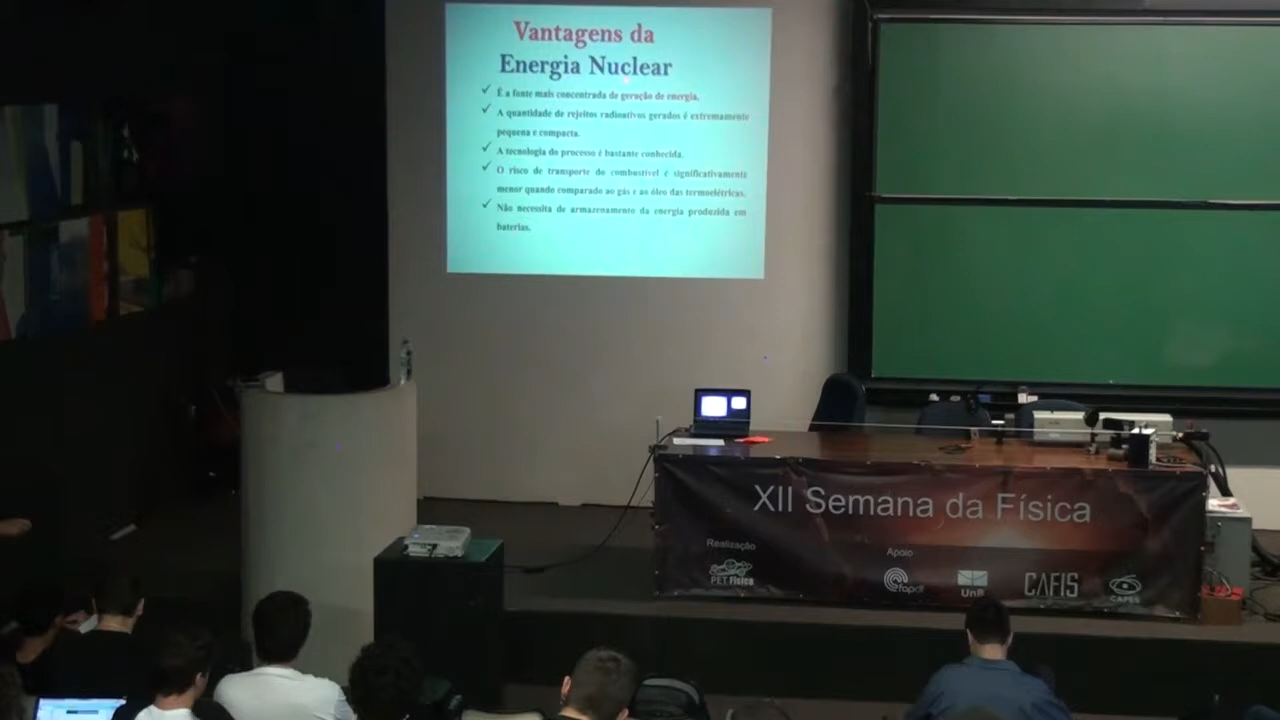 Vantagens da
Energia Nuclear
✓ É a fonte mais concentrada de geração de energia.
✓ A quantidade de rejeitos radioativos gerados é extremamente
pequena e compacta.
✓ A tecnologia do processo é bastante conhecida.
✓ O risco de transporte do combustível é significativamente
menor quando comparado ao gás e ao óleo das termoelétricas.
✓ Não necessita de armazenamento da energia produzida em
baterias.
XII Semana da Física
Realização
Apoio
PET Física
fapdf
UnB
CAFIS
CAPES